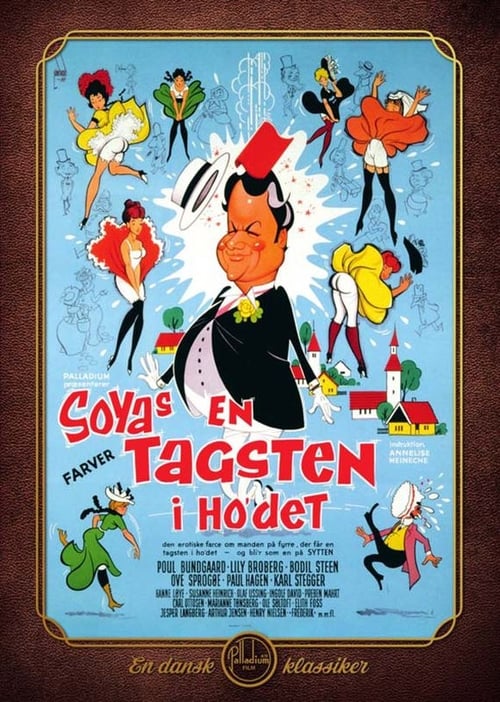 PALLADIUM
præsenterer
SOYAS EN
FARVER TAGSTEN
i HO'DET
instruktion
ANNELISE
MEINECHE
den erotiske farce om manden på fyrre, der får en
tagsten i ho'det – og bli'r som en på SYTTEN
POUL BUNDGAARD · LILY BROBERG · BODIL STEEN
OVE SPROGØE · PAUL HAGEN · KARL STEGGER
HANNE LØYE · SUSANNE HEINRICH · OLAF USSING · INGOLF DAVID · PREBEN MAHRT
CARL OTTOSEN · MARIANNE TØNSBERG · OLE SØLTOFT · EDITH FOSS
JESPER LANGBERG · ARTHUR JENSEN · HENRY NIELSEN · FREDERIK · m.m.fl.
En dansk Palladium FILM klassiker